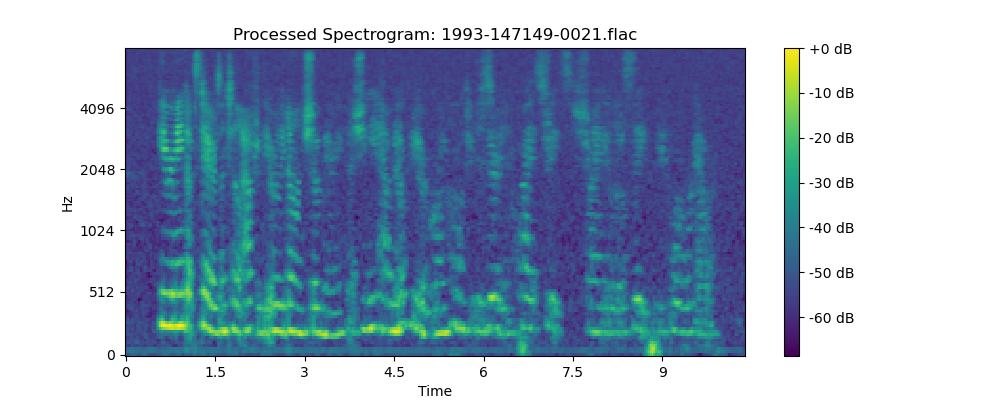 Processed Spectrogram: 1993-147149-0021.flac
Hz
4096
2048
1024
512
0
0 1.5 3 4.5 6 7.5 9
Time
+0 dB
-10 dB
-20 dB
-30 dB
-40 dB
-50 dB
-60 dB